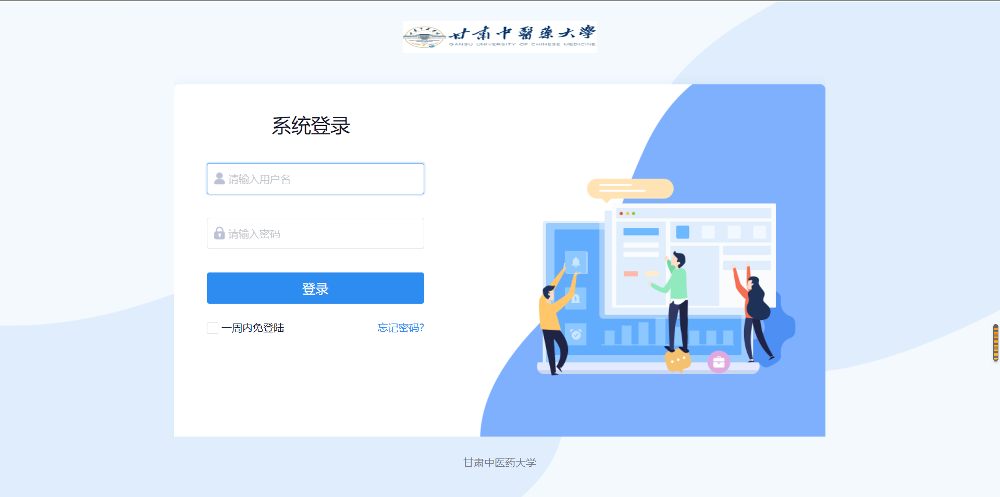 甘肃中醫藥大學
GANSU UNIVERSITY OF CHINESE MEDICINE
系统登录
请输入用户名
请输入密码
登录
一周内免登陆
忘记密码?
甘肃中医药大学